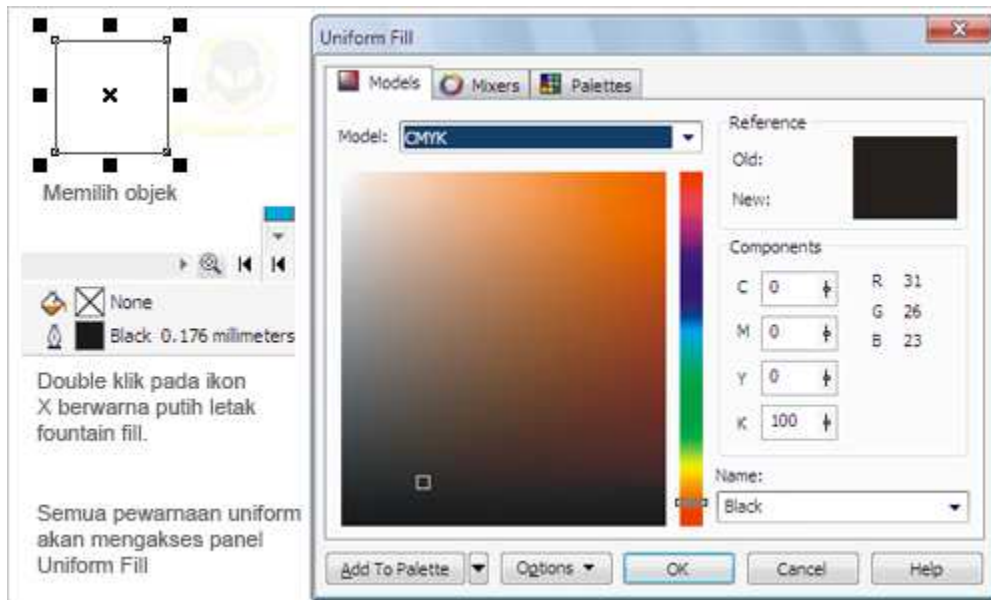 Memilih objek
None
Black 0.176 milimeters
Double klik pada ikon
X berwarna putih letak
fountain fill.
Semua pewarnaan uniform
akan mengakses panel
Uniform Fill
Uniform Fill
Models Mixers Palettes
Model: CMYK
Reference
Old:
New:
Components
C 0 R 31
M 0 G 26
Y 0 B 23
K 100
Name:
Black
Add To Palette Options OK Cancel Help